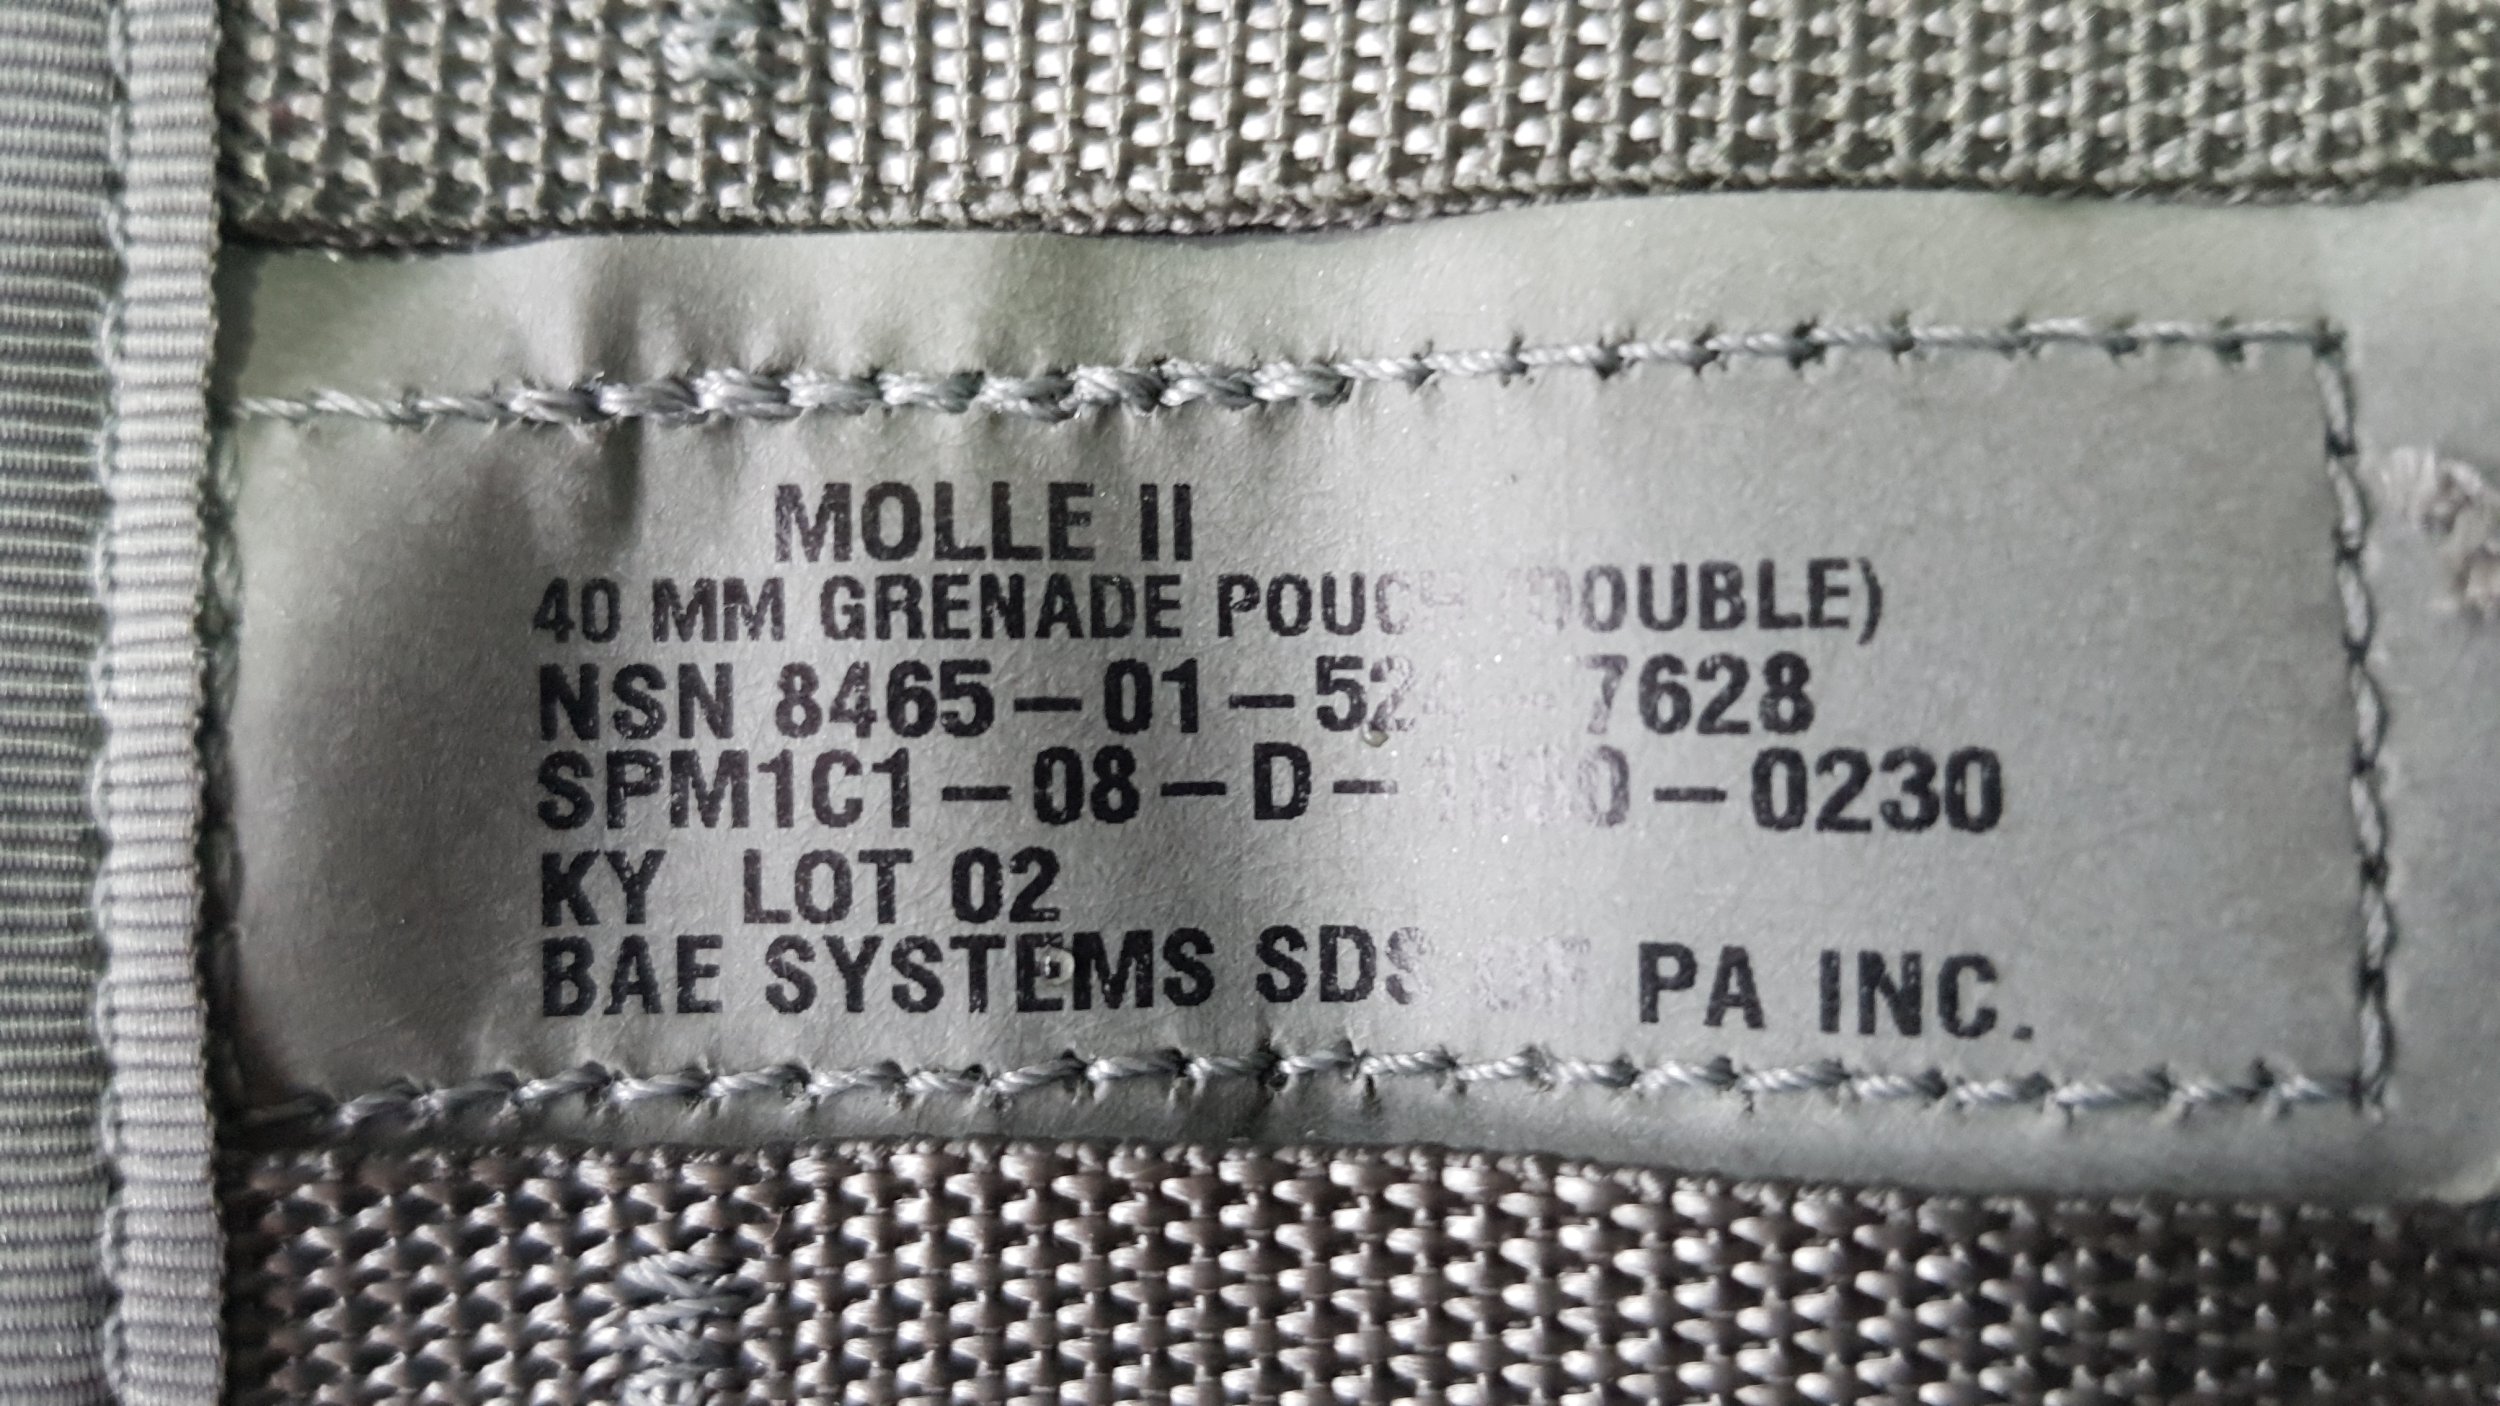 MOLLE II
40 MM GRENADE POUCH (DOUBLE)
NSN 8465-01-52 7628
SPM1C1-08-D- -0230
KY LOT 02
BAE SYSTEMS SDS PA INC.